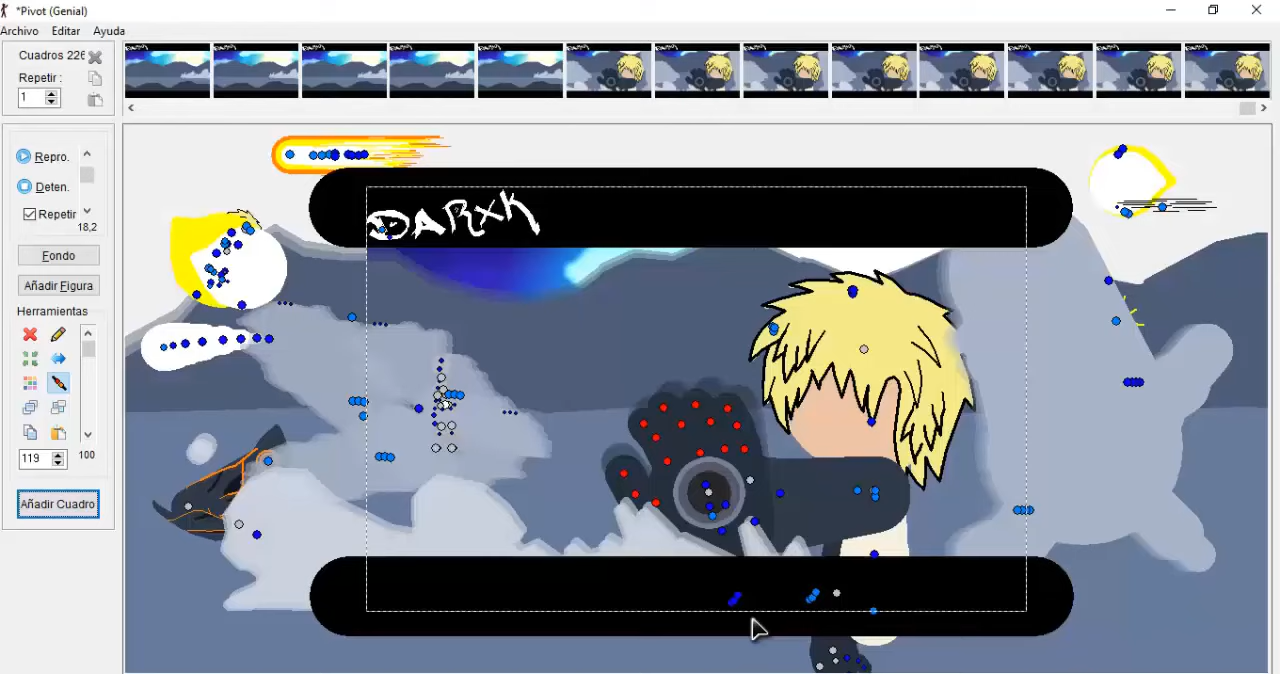 *Pivot (Genial)
Archivo Editar Ayuda
Cuadros 226
Repetir :
1
Repro.
Deten.
Repetir
18,2
Fondo
Añadir Figura
Herramientas
119
100
Añadir Cuadro
DARXK